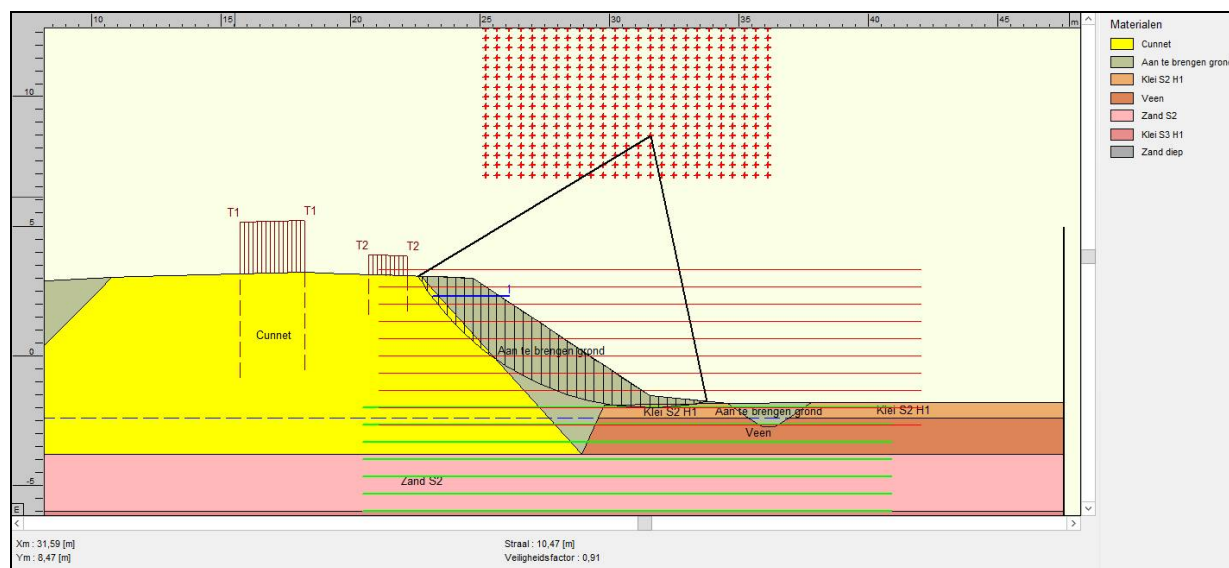 10 15 20 25 30 35 40 45 m
10
5
0
-5
E
T1 T1
T2 T2
1
Cunnet
Aan te brengen grond
Klei S2 H1 Aan te brengen grond Klei S2 H1
Veen
Zand S2
Materialen
Cunnet
Aan te brengen grond
Klei S2 H1
Veen
Zand S2
Klei S3 H1
Zand diep
Xm : 31,59 [m] Straal : 10,47 [m]
Ym : 8,47 [m] Veiligheidsfactor : 0,91